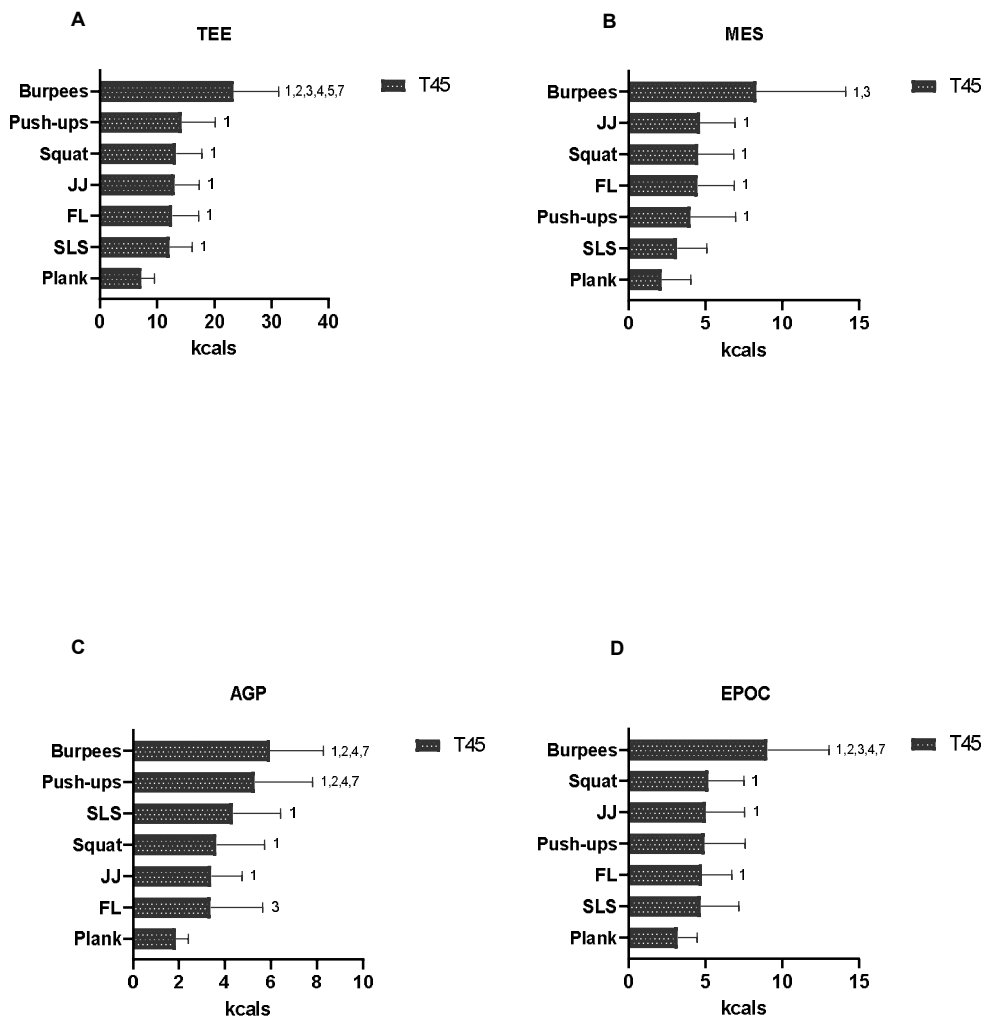 A
TEE
Burpees 1,2,3,4,5,7
Push-ups 1
Squat 1
JJ 1
FL 1
SLS 1
Plank
0 10 20 30 40
kcals
T45
B
MES
Burpees 1,3
JJ 1
Squat 1
FL 1
Push-ups 1
SLS
Plank
0 5 10 15
kcals
T45
C
AGP
Burpees 1,2,4,7
Push-ups 1,2,4,7
SLS 1
Squat 1
JJ 1
FL 3
Plank
0 2 4 6 8 10
kcals
T45
D
EPOC
Burpees 1,2,3,4,7
Squat 1
JJ 1
Push-ups
FL 1
SLS
Plank
0 5 10 15
kcals
T45